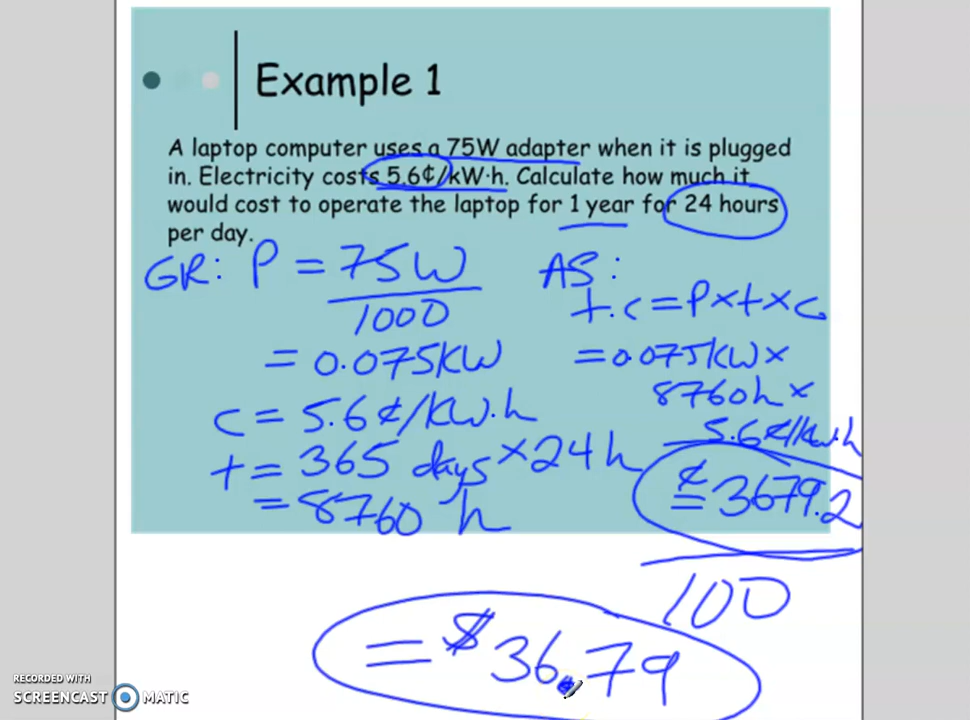 Example 1
A laptop computer uses a 75W adapter when it is plugged
in. Electricity costs 5.6¢/kW·h. Calculate how much it
would cost to operate the laptop for 1 year for 24 hours
per day.
GR: P = 75W
1000
= 0.075KW
C = 5.6¢/KW.h
t = 365 days × 24 h
= 8760 h
AS:
t.c = P×t×C
= 0.075KW×
8760h×
5.6¢/kW.h
= ¢3679.2
100
= $36.79
RECORDED WITH
SCREENCAST MATIC